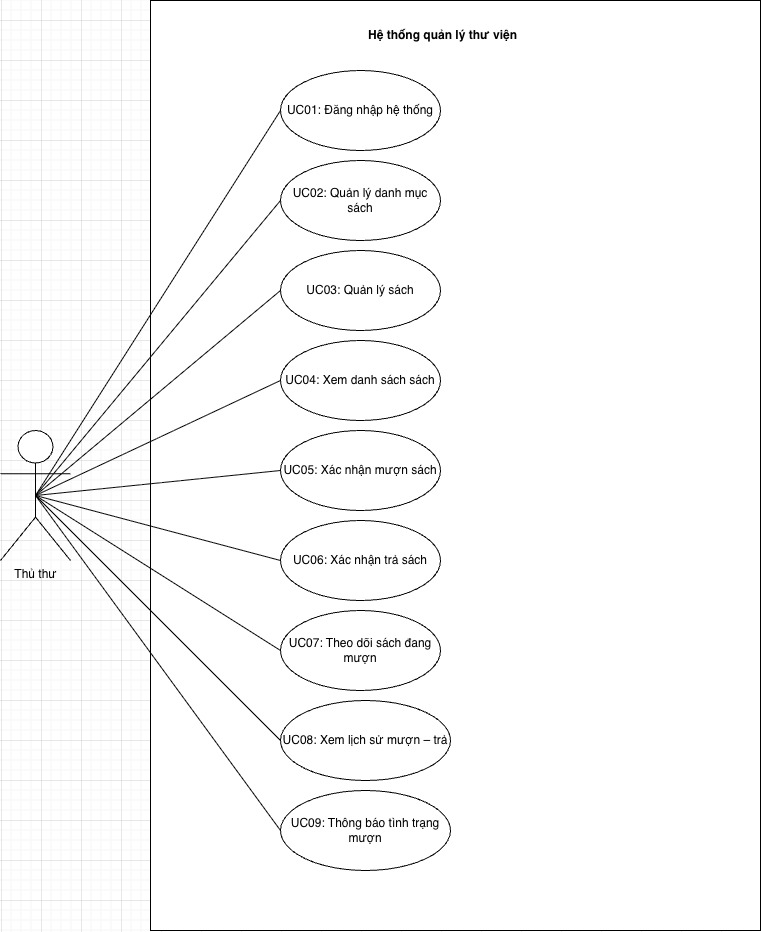 Hệ thống quản lý thư viện
UC01: Đăng nhập hệ thống
UC02: Quản lý danh mục
sách
UC03: Quản lý sách
UC04: Xem danh sách sách
UC05: Xác nhận mượn sách
UC06: Xác nhận trả sách
Thủ thư
UC07: Theo dõi sách đang
mượn
UC08: Xem lịch sử mượn – trả
UC09: Thông báo tình trạng
mượn